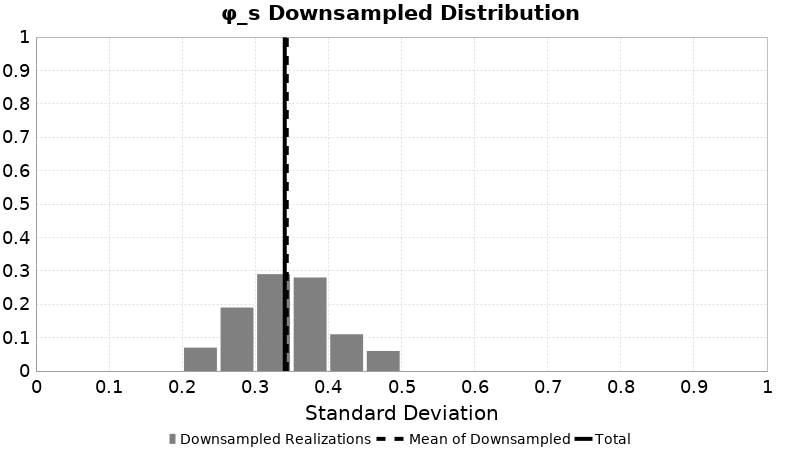 φ_s Downsampled Distribution
1
0.9
0.8
0.7
0.6
0.5
0.4
0.3
0.2
0.1
0
0 0.1 0.2 0.3 0.4 0.5 0.6 0.7 0.8 0.9 1
Standard Deviation
Downsampled Realizations Mean of Downsampled Total